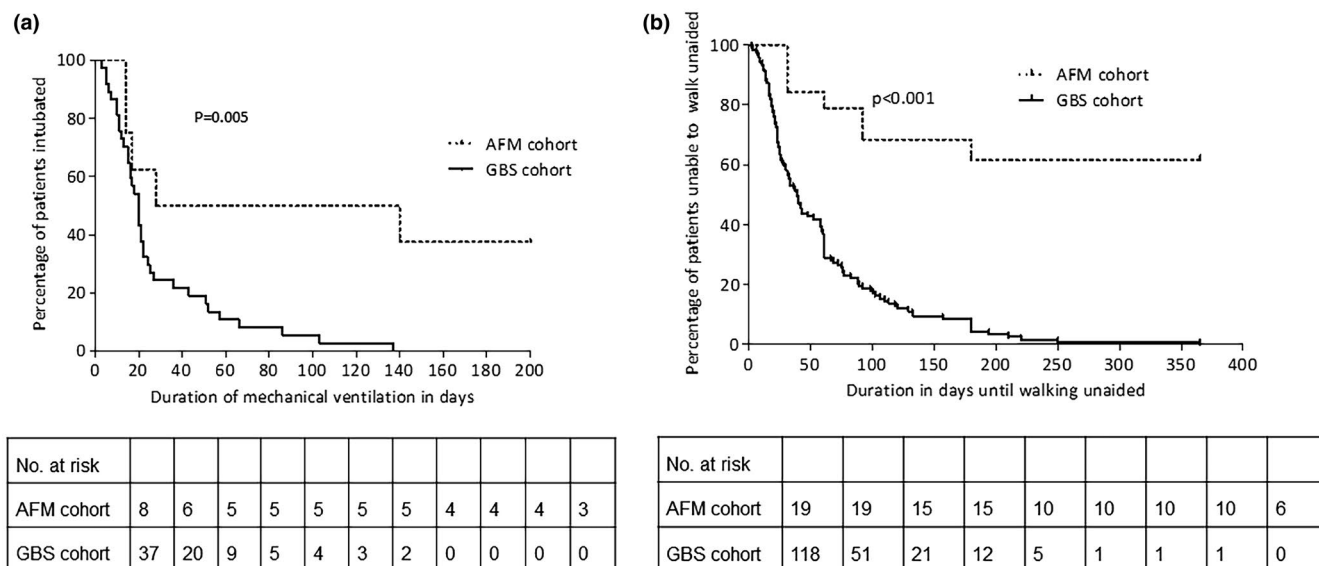 (a)
100
80
60
40
20
0
Percentage of patients intubated
P=0.005
AFM cohort
GBS cohort
0 20 40 60 80 100 120 140 160 180 200
Duration of mechanical ventilation in days
No. at risk
AFM cohort 8 6 5 5 5 5 5 4 4 4 3
GBS cohort 37 20 9 5 4 3 2 0 0 0 0
(b)
100
80
60
40
20
0
Percentage of patients unable to walk unaided
p<0.001
AFM cohort
GBS cohort
0 50 100 150 200 250 300 350 400
Duration in days until walking unaided
No. at risk
AFM cohort 19 19 15 15 10 10 10 10 6
GBS cohort 118 51 21 12 5 1 1 1 0